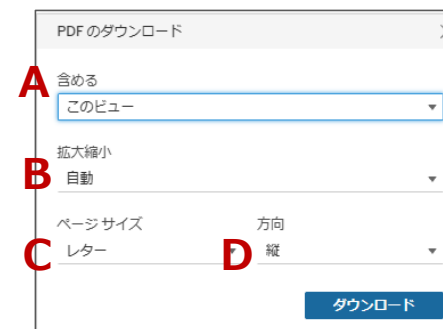 PDF のダウンロード
A 含める
このビュー
拡大縮小
B 自動
ページ サイズ 方向
C レター D 縦
ダウンロード